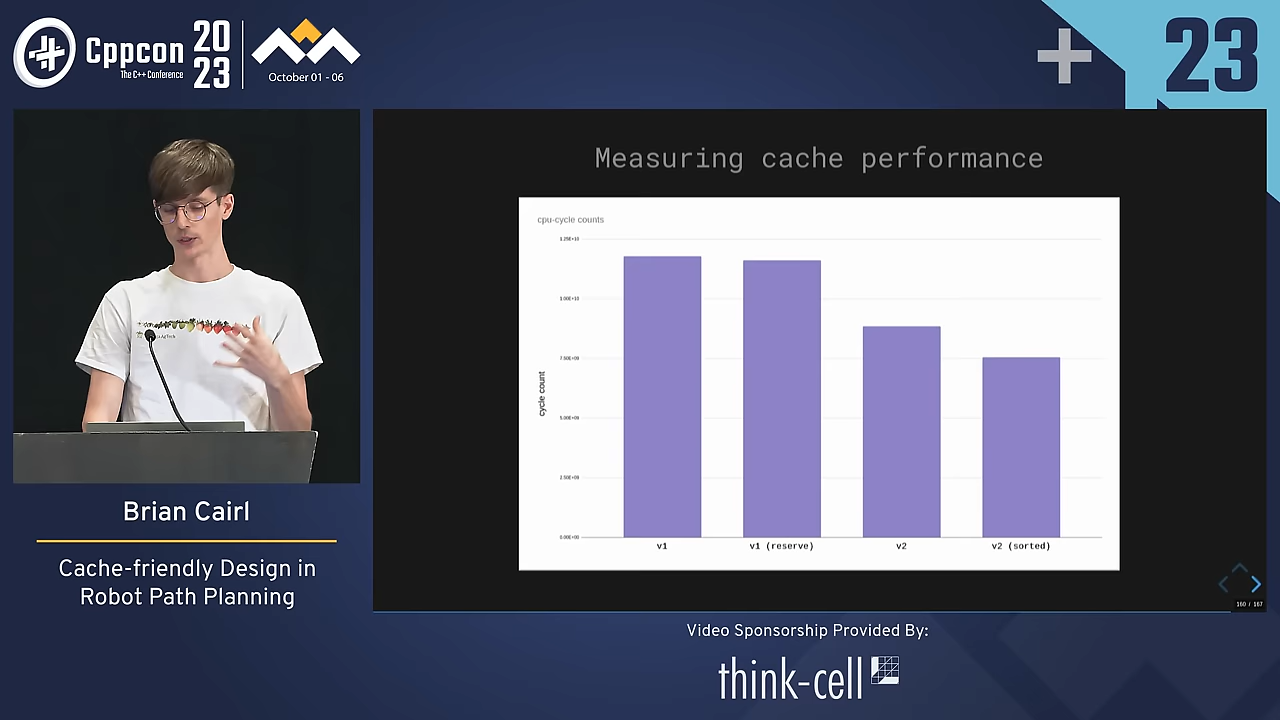 Cppcon
The C++ Conference
20
23
October 01 - 06
23
Measuring cache performance
cpu-cycle counts
1.25E+10
1.00E+10
7.50E+09
5.00E+09
2.50E+09
0.00E+00
cycle count
v1
v1 (reserve)
v2
v2 (sorted)
160 / 167
Brian Cairl
Cache-friendly Design in
Robot Path Planning
Video Sponsorship Provided By:
think-cell